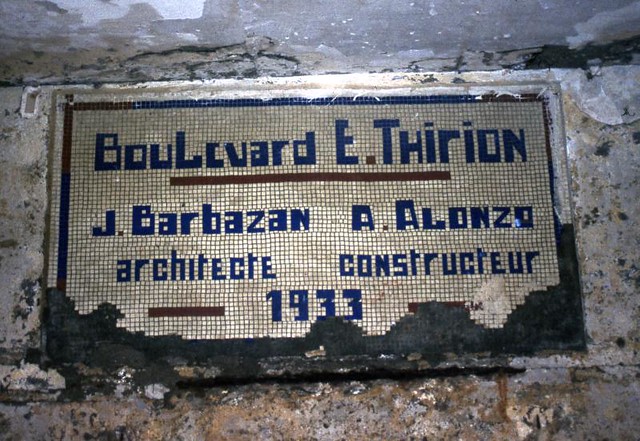 BouLevard E.THirion
J.Barbazan A.ALonzo
architecte constructeur
1933